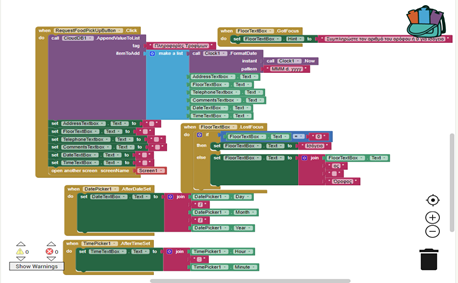 when RequestFoodPickUpButton .Click
do call CloudDB1 .AppendValueToList
tag
itemToAdd make a list call Clock1 .FormatDate
instant call Clock1 .Now
pattern " MMM d, yyyy "
AddressTextBox . Text
FloorTextBox . Text
TelephoneTextBox . Text
CommentsTextBox . Text
DateTextBox . Text
TimeTextBox . Text
set AddressTextBox . Text to " "
set FloorTextBox . Text to " "
set TelephoneTextBox . Text to " "
set CommentsTextBox . Text to " "
set DateTextBox . Text to " "
set TimeTextBox . Text to " "
open another screen screenName Screen1
when FloorTextBox .GotFocus
do set FloorTextBox . Hint to
when FloorTextBox .LostFocus
do if FloorTextBox . Text = " 0 "
then set FloorTextBox . Text to
else set FloorTextBox . Text to join FloorTextBox . Text
" ος "
" "
" Όροφος "
when DatePicker1 .AfterDateSet
do set DateTextBox . Text to join DatePicker1 . Day
" / "
DatePicker1 . Month
" / "
DatePicker1 . Year
when TimePicker1 .AfterTimeSet
do set TimeTextBox . Text to join TimePicker1 . Hour
" : "
TimePicker1 . Minute
0 0
Show Warnings